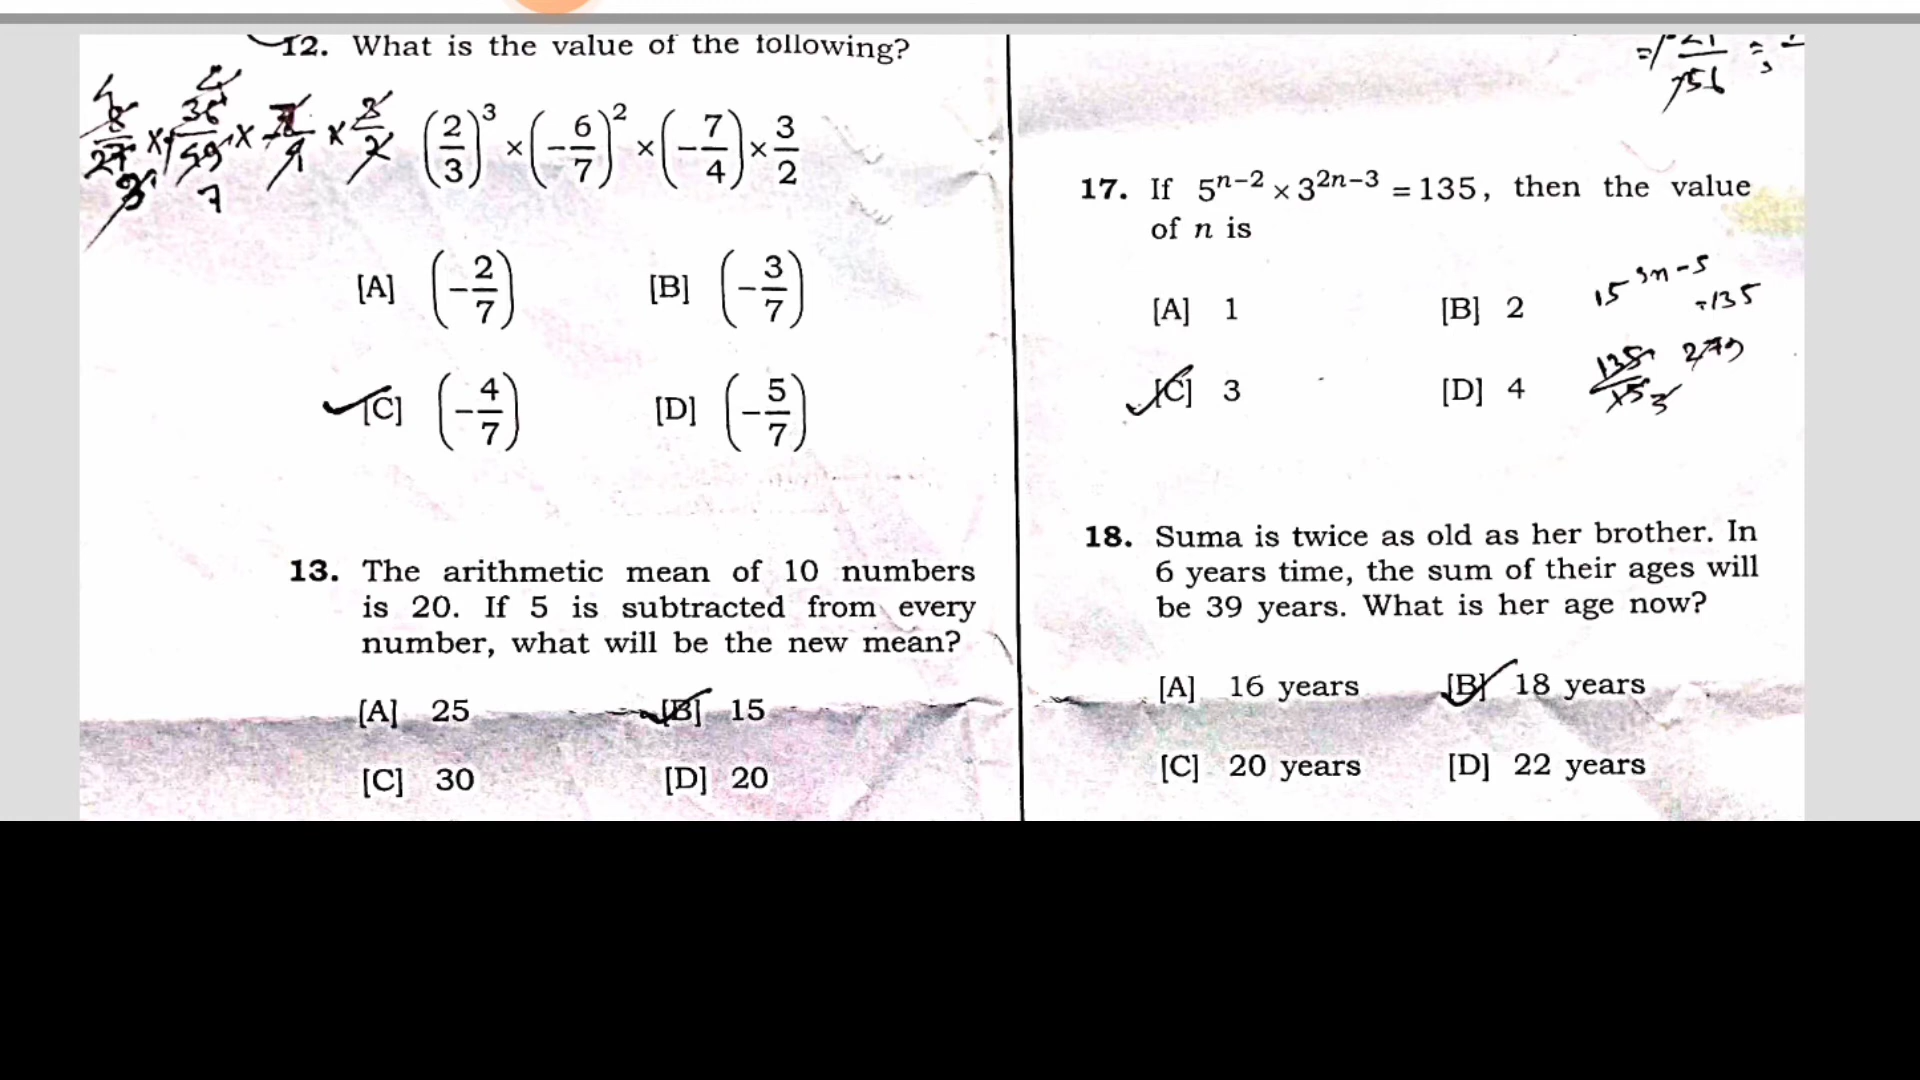 12. What is the value of the following?
(2/3)³ × (−6/7)² × (−7/4) × 3/2
[A] (−2/7) [B] (−3/7)
[C] (−4/7) [D] (−5/7)
13. The arithmetic mean of 10 numbers
is 20. If 5 is subtracted from every
number, what will be the new mean?
[A] 25 [B] 15
[C] 30 [D] 20
17. If 5ⁿ⁻² × 3²ⁿ⁻³ = 135, then the value
of n is
[A] 1 [B] 2
[C] 3 [D] 4
15³ⁿ⁻⁵
=135
18. Suma is twice as old as her brother. In
6 years time, the sum of their ages will
be 39 years. What is her age now?
[A] 16 years [B] 18 years
[C] 20 years [D] 22 years